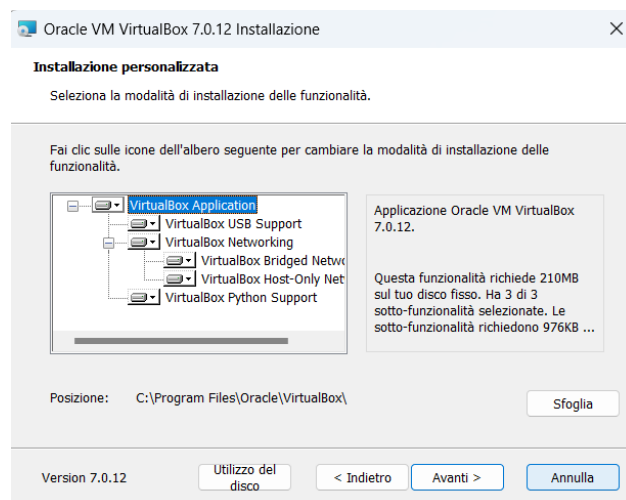 Oracle VM VirtualBox 7.0.12 Installazione
Installazione personalizzata
Seleziona la modalità di installazione delle funzionalità.
Fai clic sulle icone dell'albero seguente per cambiare la modalità di installazione delle
funzionalità.
VirtualBox Application
VirtualBox USB Support
VirtualBox Networking
VirtualBox Bridged Netwo
VirtualBox Host-Only Net
VirtualBox Python Support
Applicazione Oracle VM VirtualBox
7.0.12.
Questa funzionalità richiede 210MB
sul tuo disco fisso. Ha 3 di 3
sotto-funzionalità selezionate. Le
sotto-funzionalità richiedono 976KB ...
Posizione: C:\Program Files\Oracle\VirtualBox\
Sfoglia
Version 7.0.12
Utilizzo del
disco
< Indietro
Avanti >
Annulla